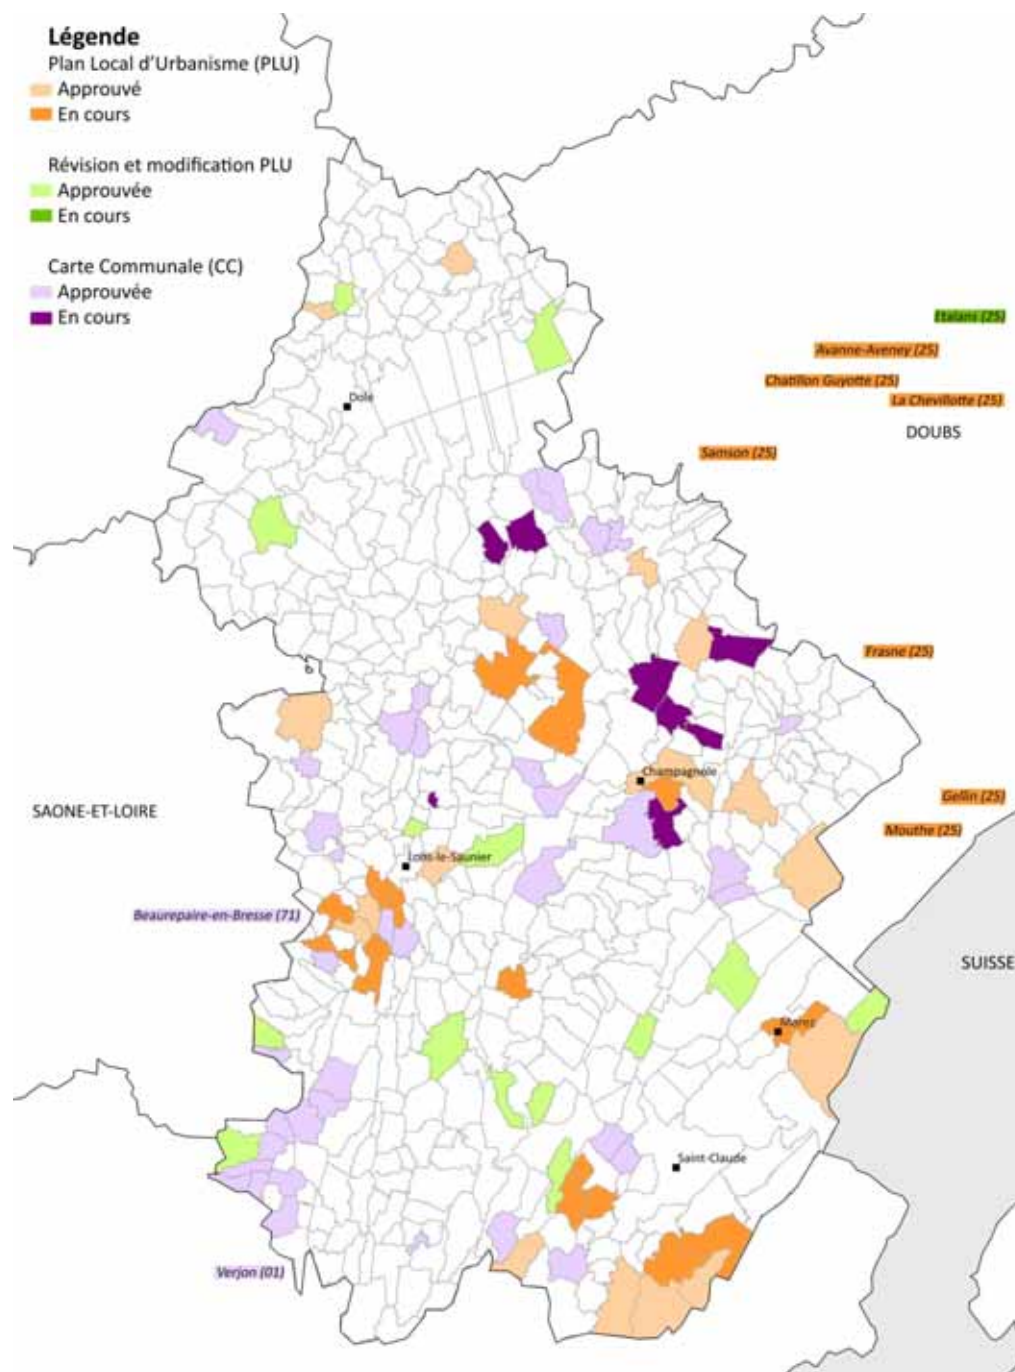 Légende
Plan Local d'Urbanisme (PLU)
Approuvé
En cours
Révision et modification PLU
Approuvée
En cours
Carte Communale (CC)
Approuvée
En cours
Etalans (25)
Avanne-Aveney (25)
Chatillon Guyotte (25)
La Chevillotte (25)
Dole
DOUBS
Samson (25)
Frasne (25)
Champagnole
Gellin (25)
SAONE-ET-LOIRE
Mouthe (25)
Lons-le-Saunier
Beaurepaire-en-Bresse (71)
SUISSE
Morez
Saint-Claude
Verjon (01)